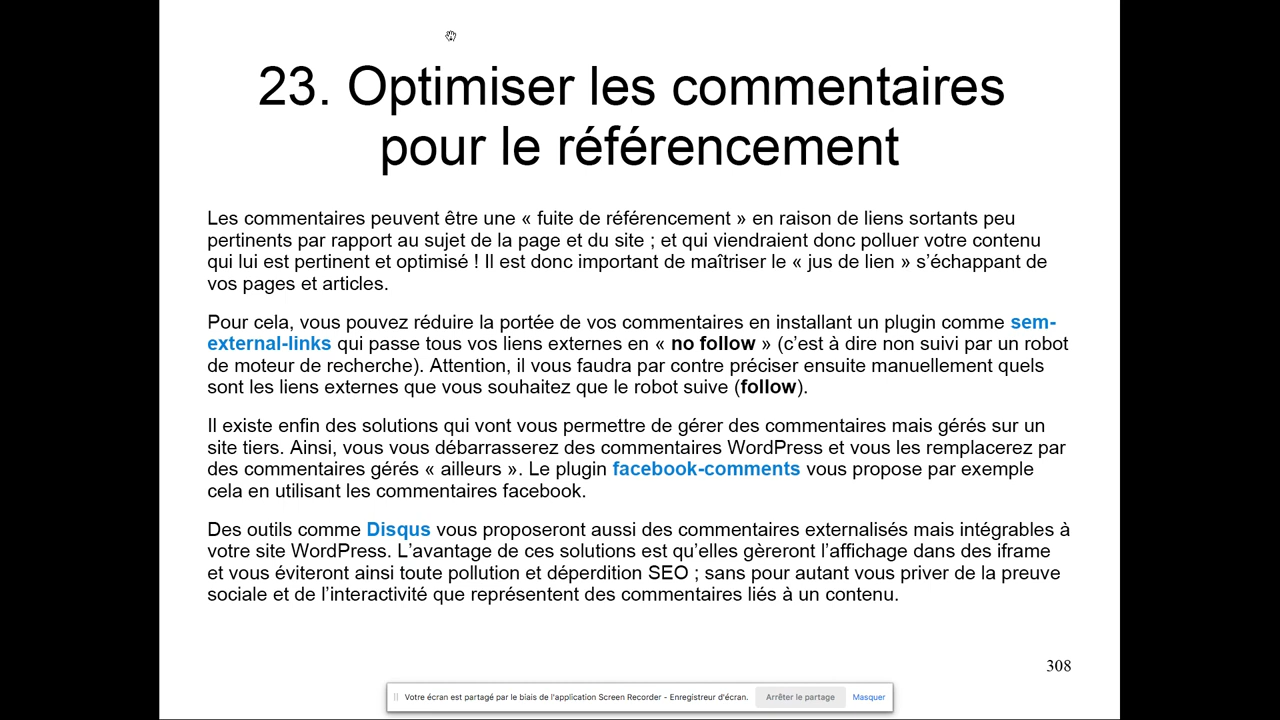 23. Optimiser les commentaires
pour le référencement
Les commentaires peuvent être une « fuite de référencement » en raison de liens sortants peu
pertinents par rapport au sujet de la page et du site ; et qui viendraient donc polluer votre contenu
qui lui est pertinent et optimisé ! Il est donc important de maîtriser le « jus de lien » s’échappant de
vos pages et articles.
Pour cela, vous pouvez réduire la portée de vos commentaires en installant un plugin comme sem-
external-links qui passe tous vos liens externes en « no follow » (c’est à dire non suivi par un robot
de moteur de recherche). Attention, il vous faudra par contre préciser ensuite manuellement quels
sont les liens externes que vous souhaitez que le robot suive (follow).
Il existe enfin des solutions qui vont vous permettre de gérer des commentaires mais gérés sur un
site tiers. Ainsi, vous vous débarrasserez des commentaires WordPress et vous les remplacerez par
des commentaires gérés « ailleurs ». Le plugin facebook-comments vous propose par exemple
cela en utilisant les commentaires facebook.
Des outils comme Disqus vous proposeront aussi des commentaires externalisés mais intégrables à
votre site WordPress. L’avantage de ces solutions est qu’elles gèreront l’affichage dans des iframe
et vous éviteront ainsi toute pollution et déperdition SEO ; sans pour autant vous priver de la preuve
sociale et de l’interactivité que représentent des commentaires liés à un contenu.
308
Votre écran est partagé par le biais de l'application Screen Recorder - Enregistreur d'écran. Arrêter le partage Masquer